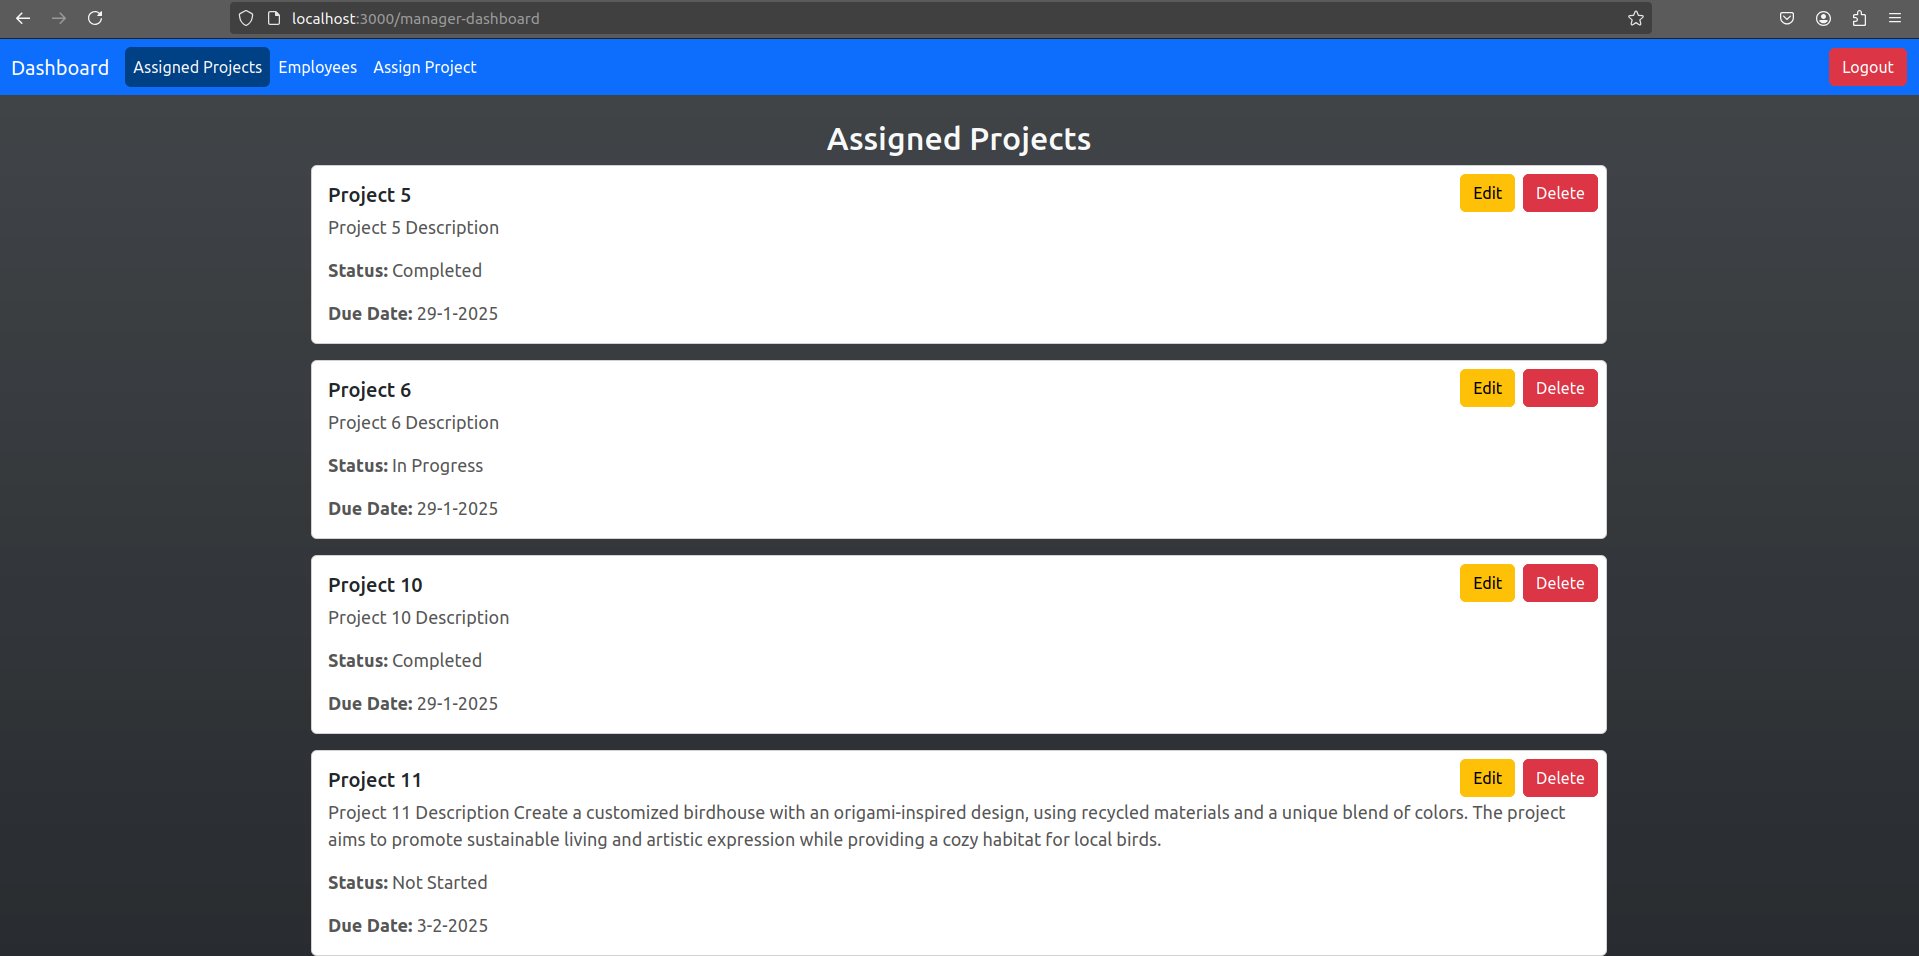 localhost:3000/manager-dashboard
Dashboard Assigned Projects Employees Assign Project Logout
Assigned Projects
Project 5 Edit Delete
Project 5 Description
Status: Completed
Due Date: 29-1-2025
Project 6 Edit Delete
Project 6 Description
Status: In Progress
Due Date: 29-1-2025
Project 10 Edit Delete
Project 10 Description
Status: Completed
Due Date: 29-1-2025
Project 11 Edit Delete
Project 11 Description Create a customized birdhouse with an origami-inspired design, using recycled materials and a unique blend of colors. The project
aims to promote sustainable living and artistic expression while providing a cozy habitat for local birds.
Status: Not Started
Due Date: 3-2-2025